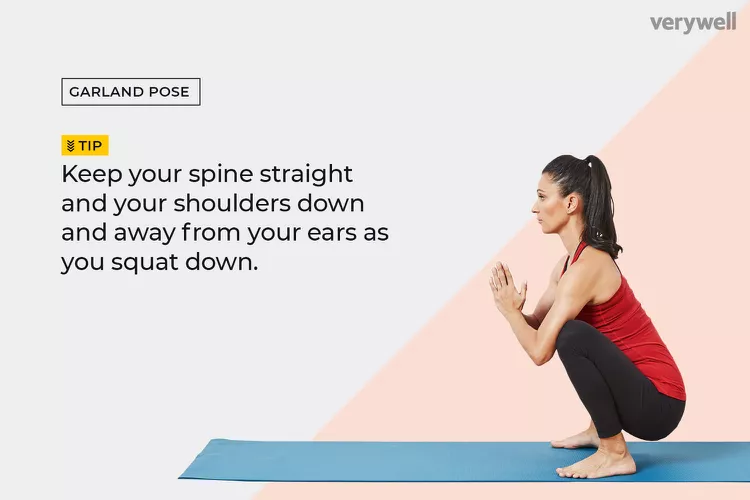 verywell
GARLAND POSE
TIP
Keep your spine straight
and your shoulders down
and away from your ears as
you squat down.